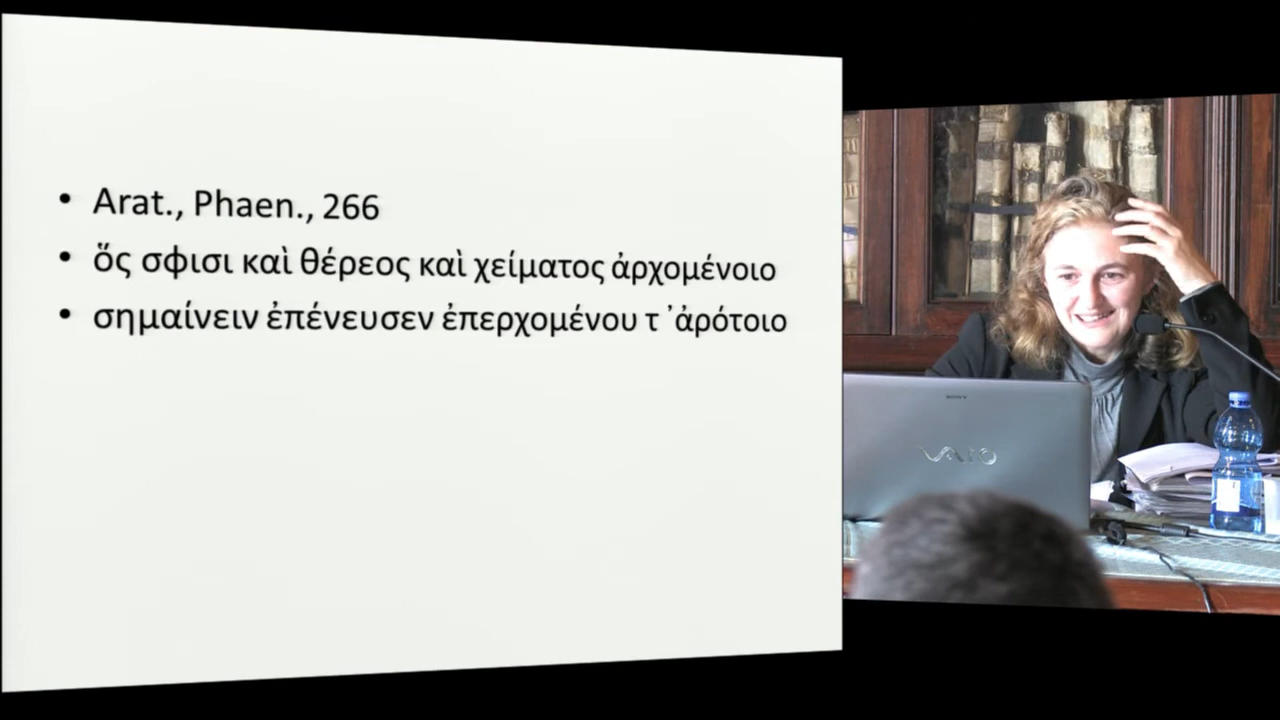 • Arat., Phaen., 266
• ὅς σφισι καὶ θέρεος καὶ χείματος ἀρχομένοιο
• σημαίνειν ἐπένευσεν ἐπερχομένου τ ᾿ἀρότοιο
SONY
VAIO